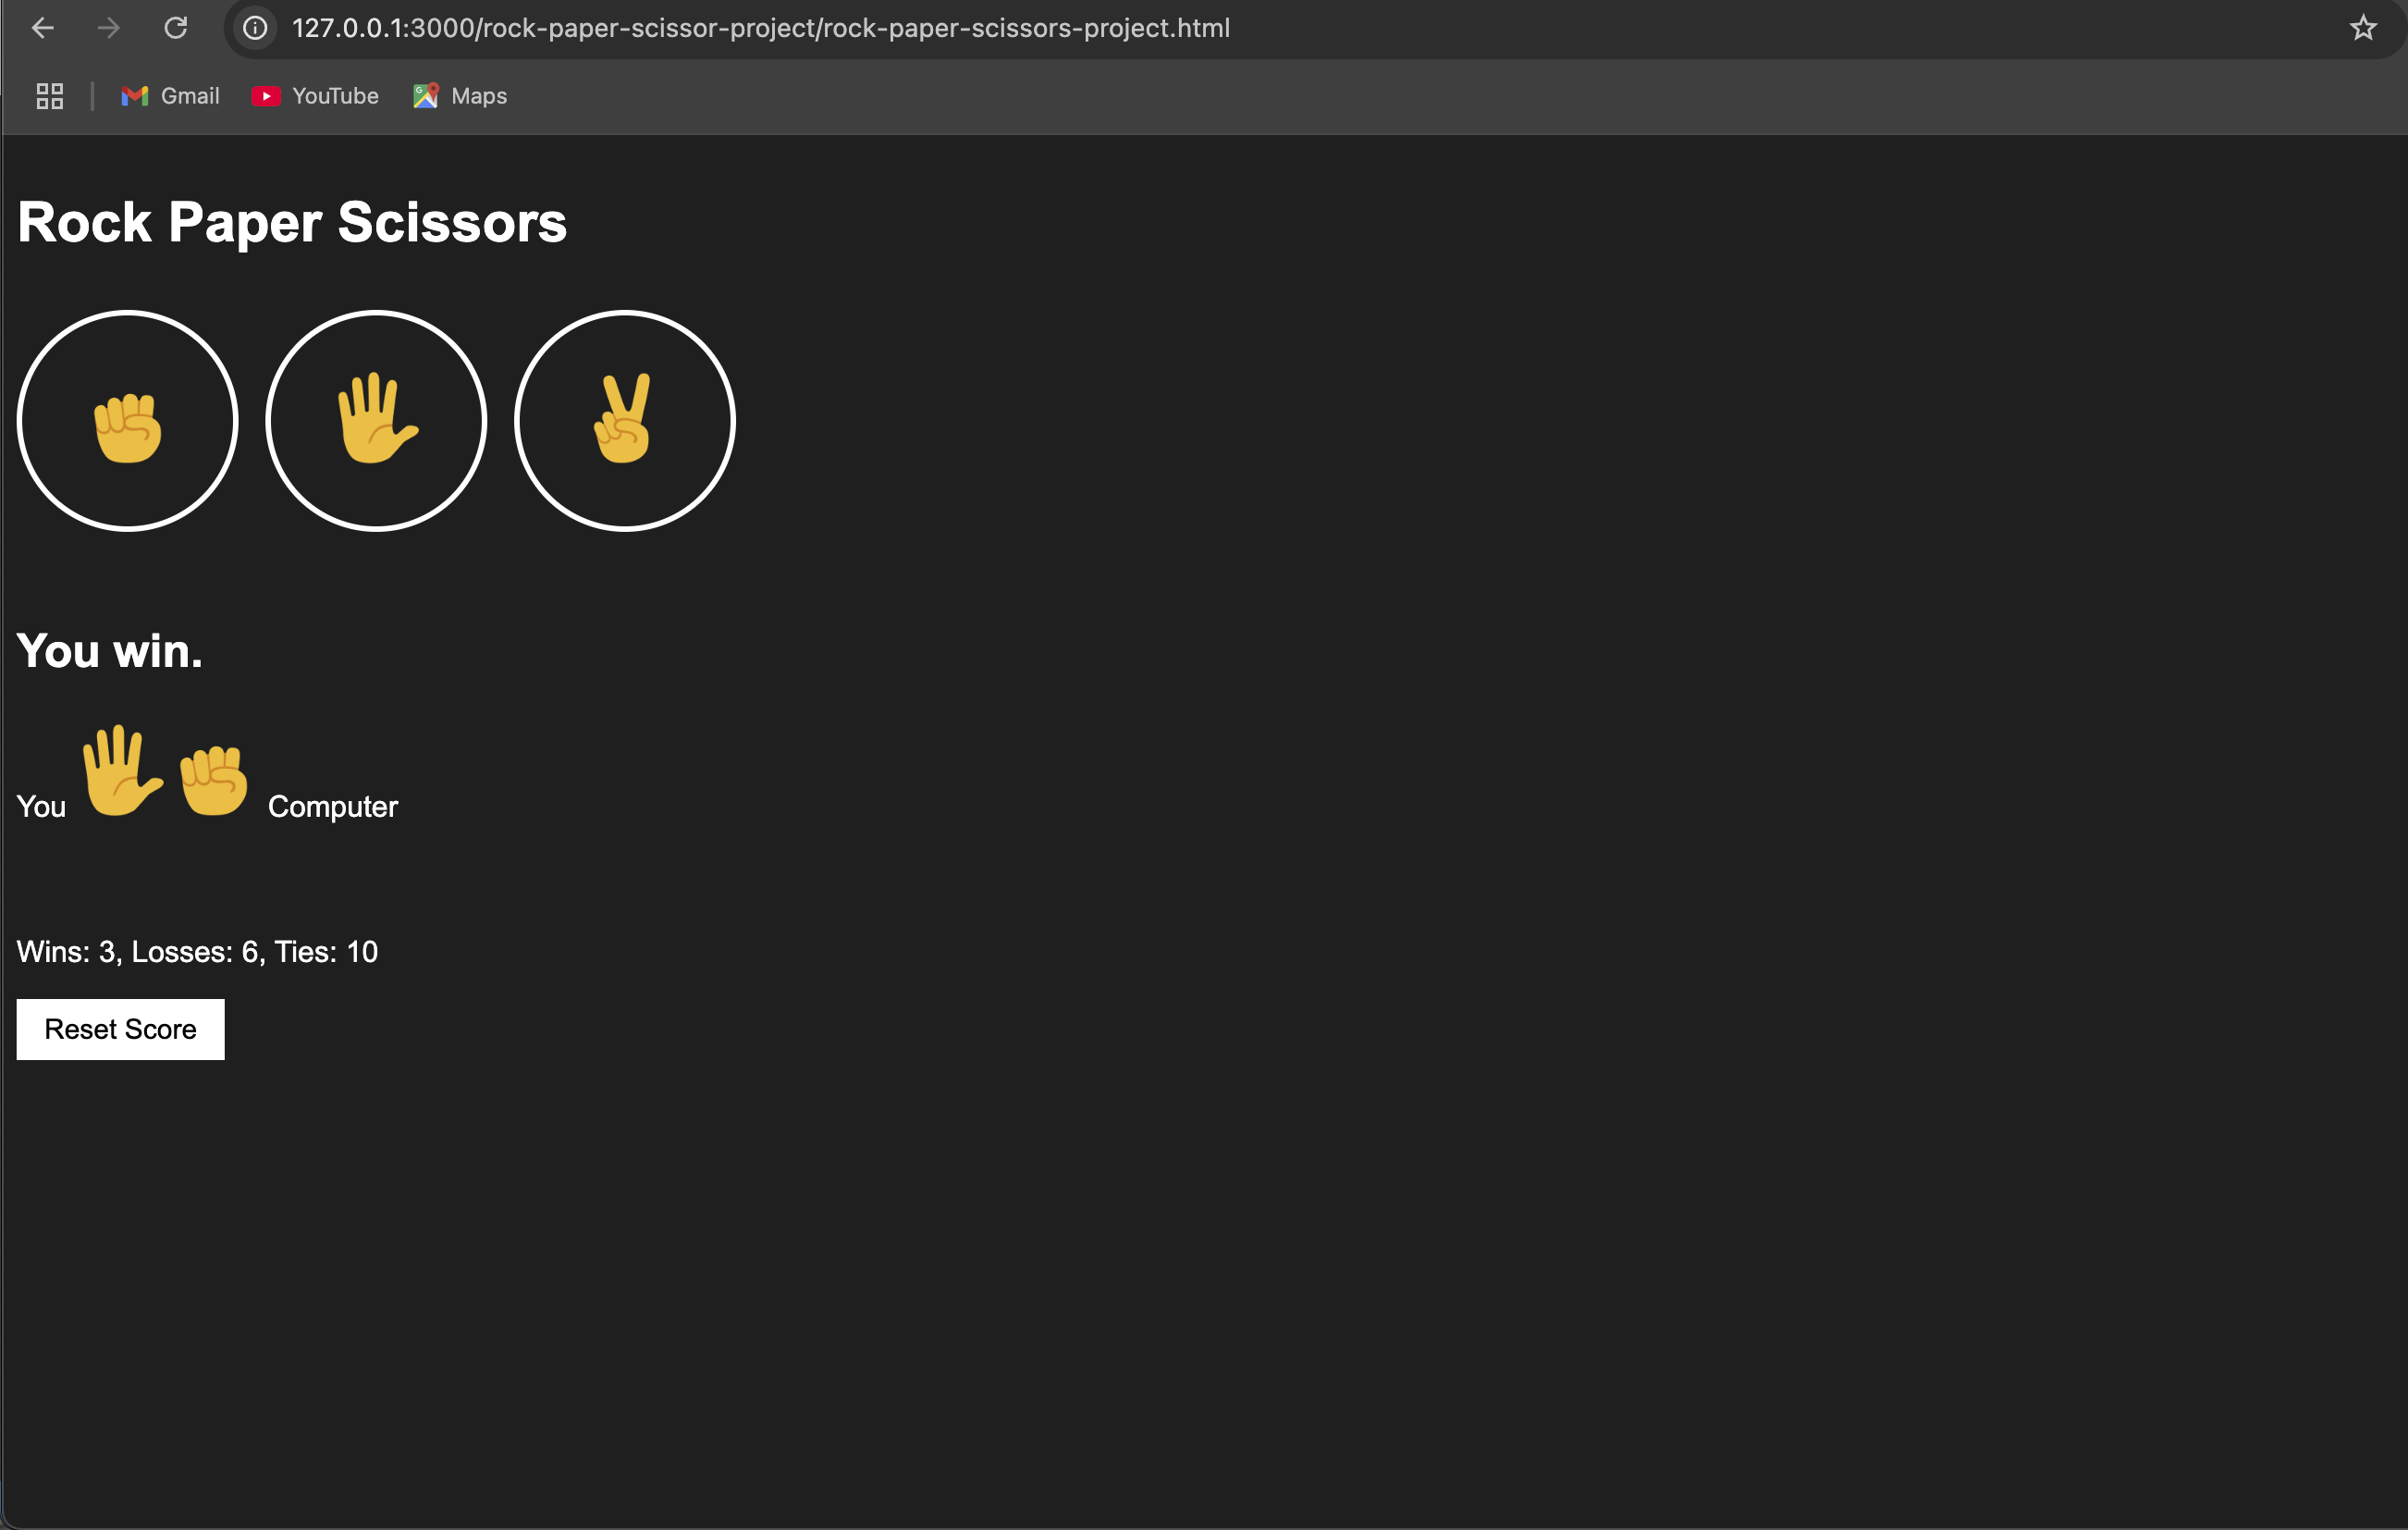 127.0.0.1:3000/rock-paper-scissor-project/rock-paper-scissors-project.html
Gmail YouTube Maps
Rock Paper Scissors
You win.
You Computer
Wins: 3, Losses: 6, Ties: 10
Reset Score